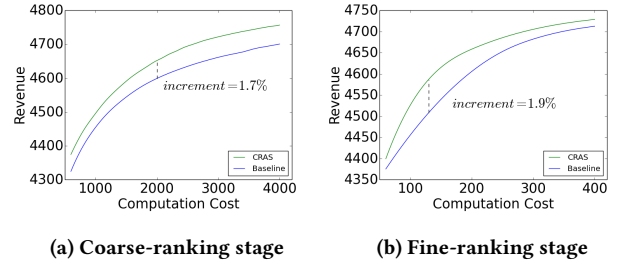 4800
4700
4600
4500
4400
4300
Revenue
increment=1.7%
CRAS
Baseline
1000 2000 3000 4000
Computation Cost
(a) Coarse-ranking stage
4750
4700
4650
4600
4550
4500
4450
4400
4350
Revenue
increment=1.9%
CRAS
Baseline
100 200 300 400
Computation Cost
(b) Fine-ranking stage